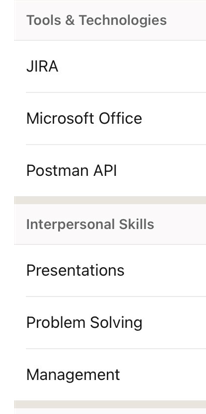 Tools & Technologies
JIRA
Microsoft Office
Postman API
Interpersonal Skills
Presentations
Problem Solving
Management